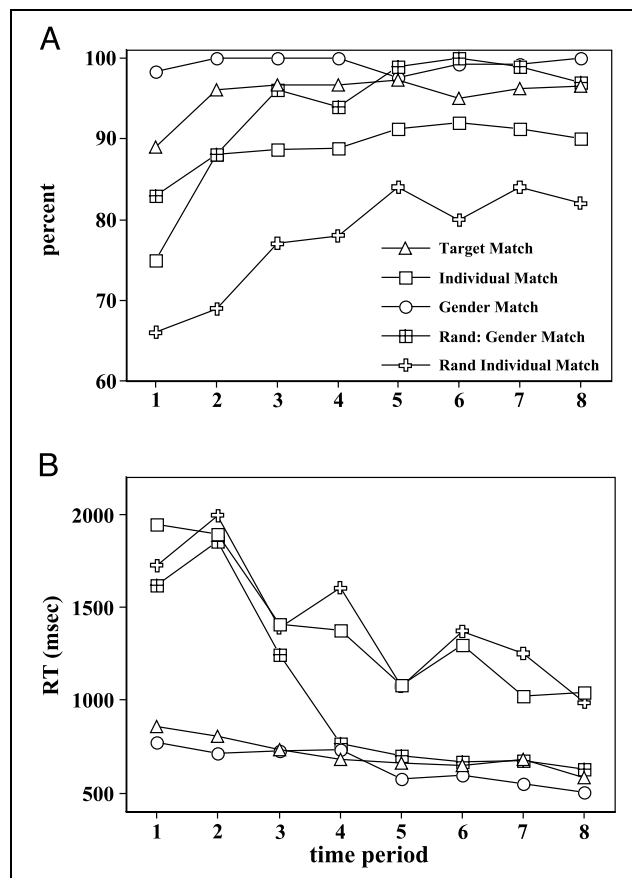 A
100
90
80
70
60
percent
1 2 3 4 5 6 7 8
Target Match
Individual Match
Gender Match
Rand: Gender Match
Rand Individual Match
B
2000
1500
1000
500
RT (msec)
1 2 3 4 5 6 7 8
time period